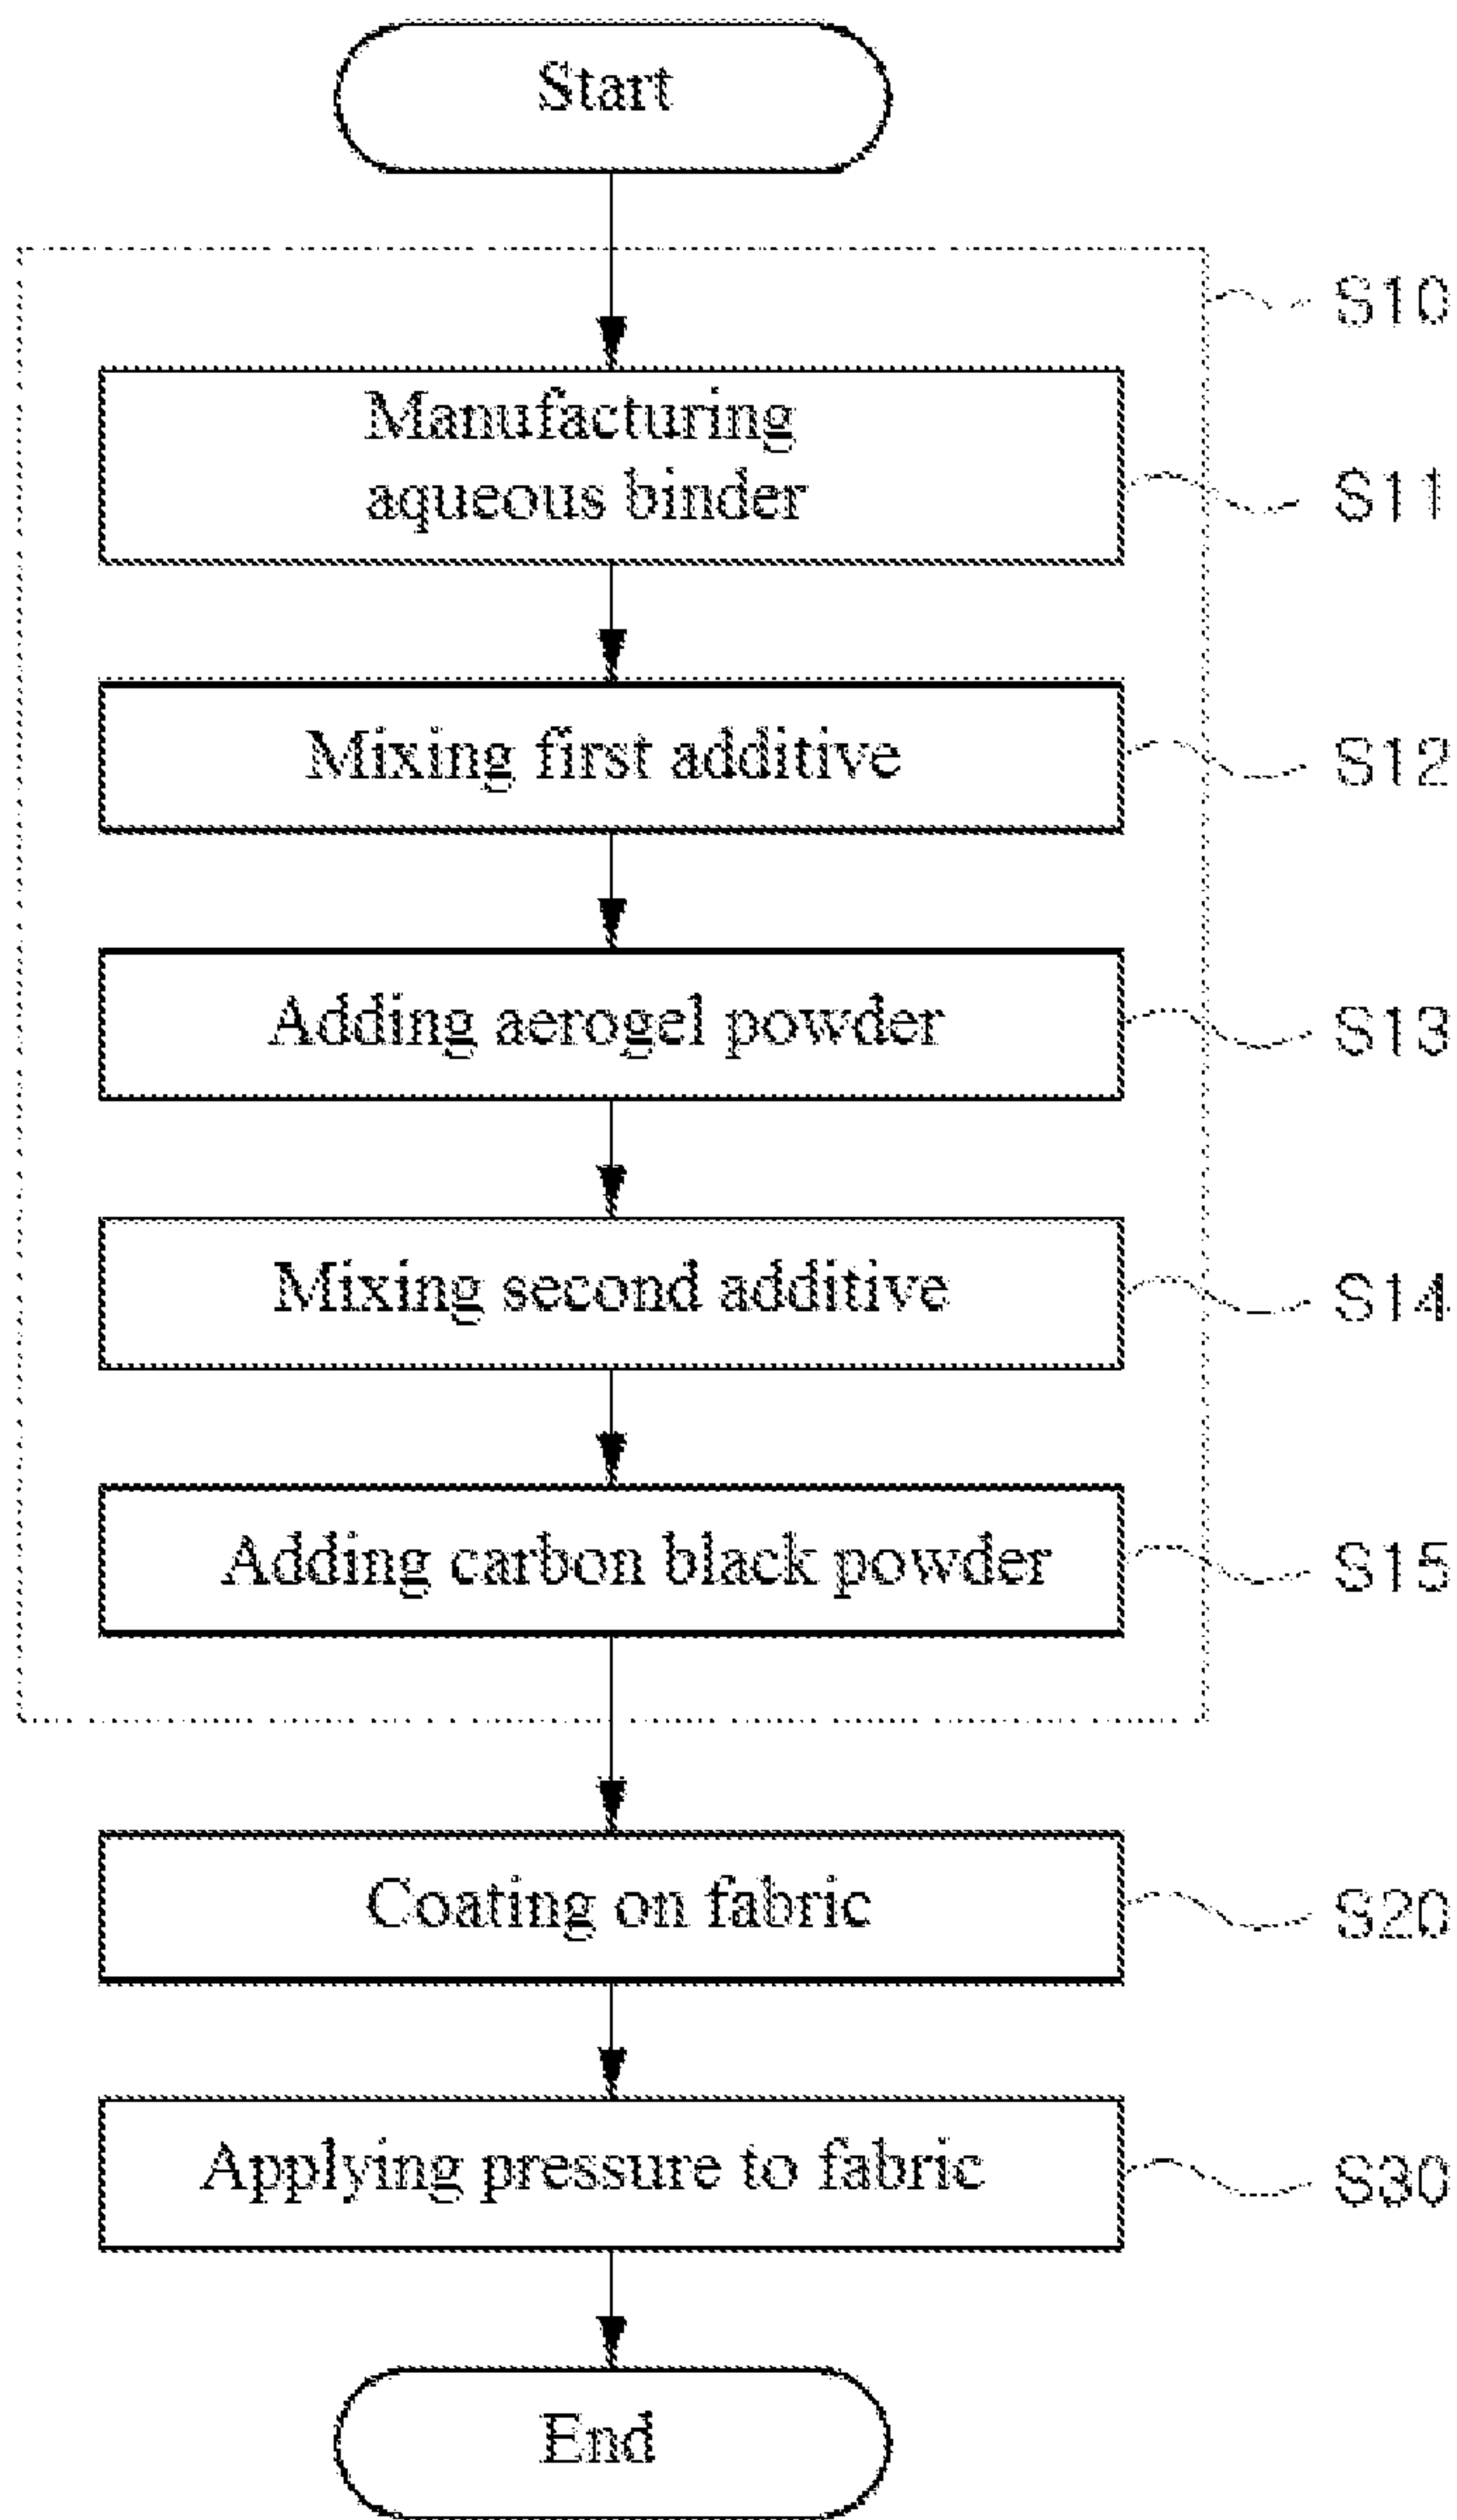 Start
S10
Manufacturing
aqueous binder
S11
Mixing first additive
S12
Adding aerogel powder
S13
Mixing second additive
S14
Adding carbon black powder
S15
Coating on fabric
S20
Applying pressure to fabric
S30
End